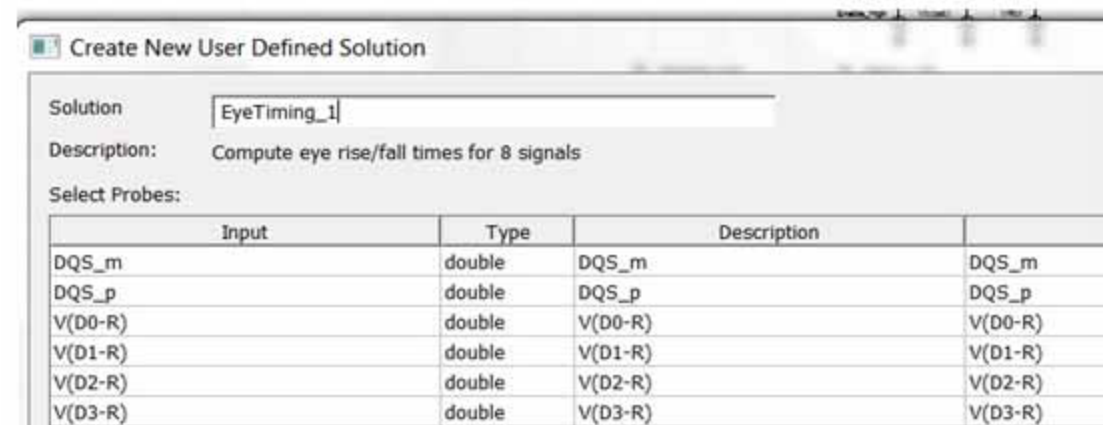 Create New User Defined Solution
Solution EyeTiming_1
Description: Compute eye rise/fall times for 8 signals
Select Probes:
Input Type Description
DQS_m double DQS_m DQS_m
DQS_p double DQS_p DQS_p
V(D0-R) double V(D0-R) V(D0-R)
V(D1-R) double V(D1-R) V(D1-R)
V(D2-R) double V(D2-R) V(D2-R)
V(D3-R) double V(D3-R) V(D3-R)